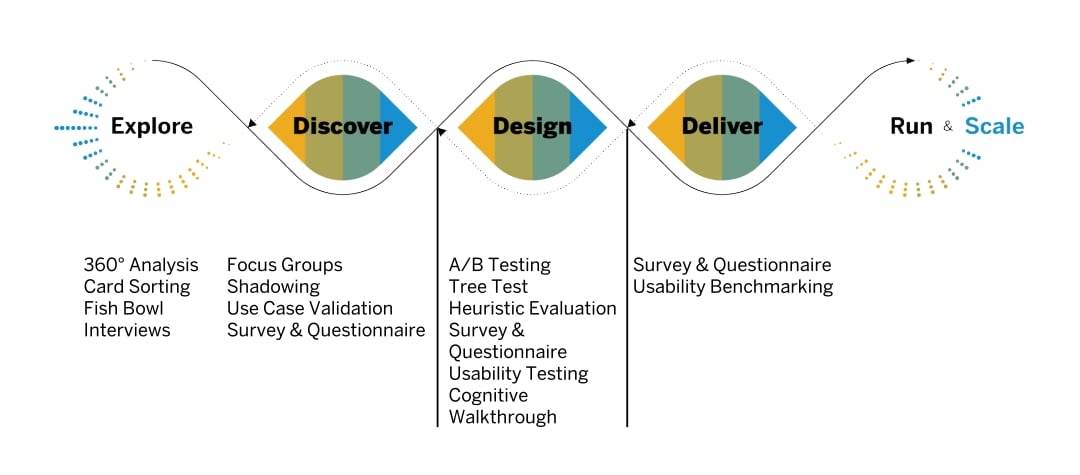 Explore
Discover
Design
Deliver
Run & Scale
360° Analysis
Card Sorting
Fish Bowl
Interviews
Focus Groups
Shadowing
Use Case Validation
Survey & Questionnaire
A/B Testing
Tree Test
Heuristic Evaluation
Survey &
Questionnaire
Usability Testing
Cognitive
Walkthrough
Survey & Questionnaire
Usability Benchmarking